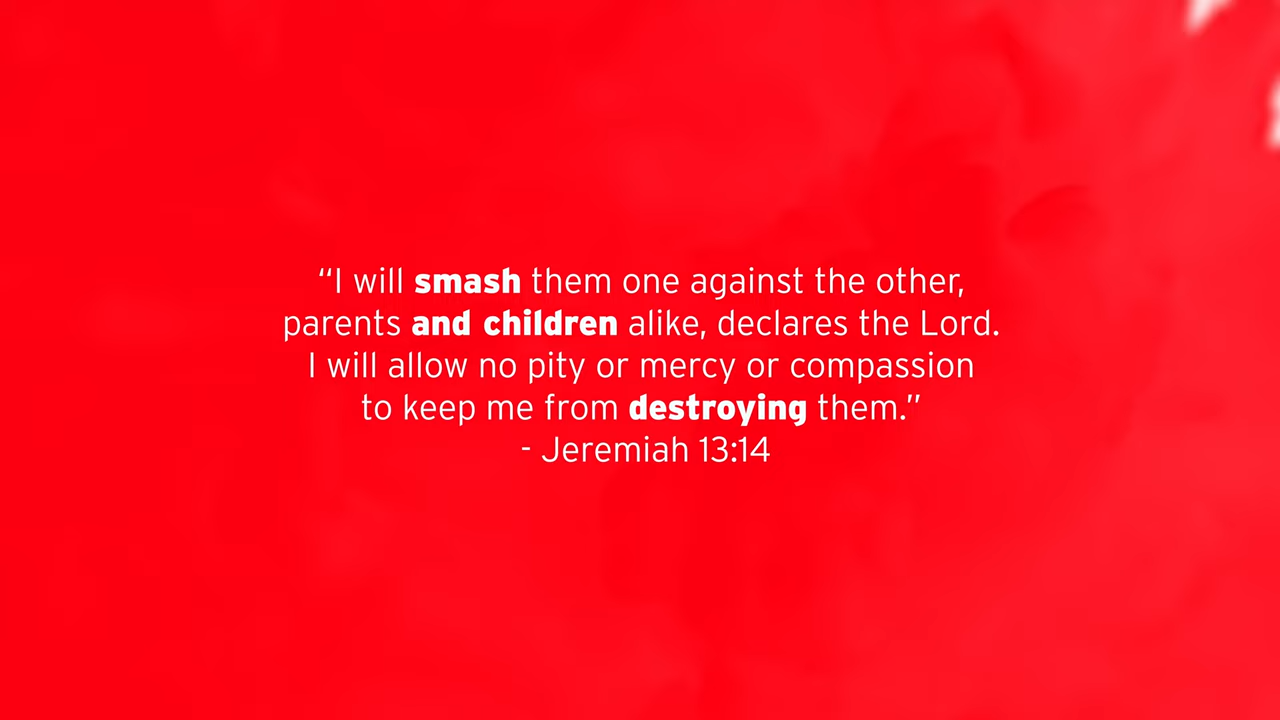 “I will smash them one against the other,
parents and children alike, declares the Lord.
I will allow no pity or mercy or compassion
to keep me from destroying them.”
- Jeremiah 13:14